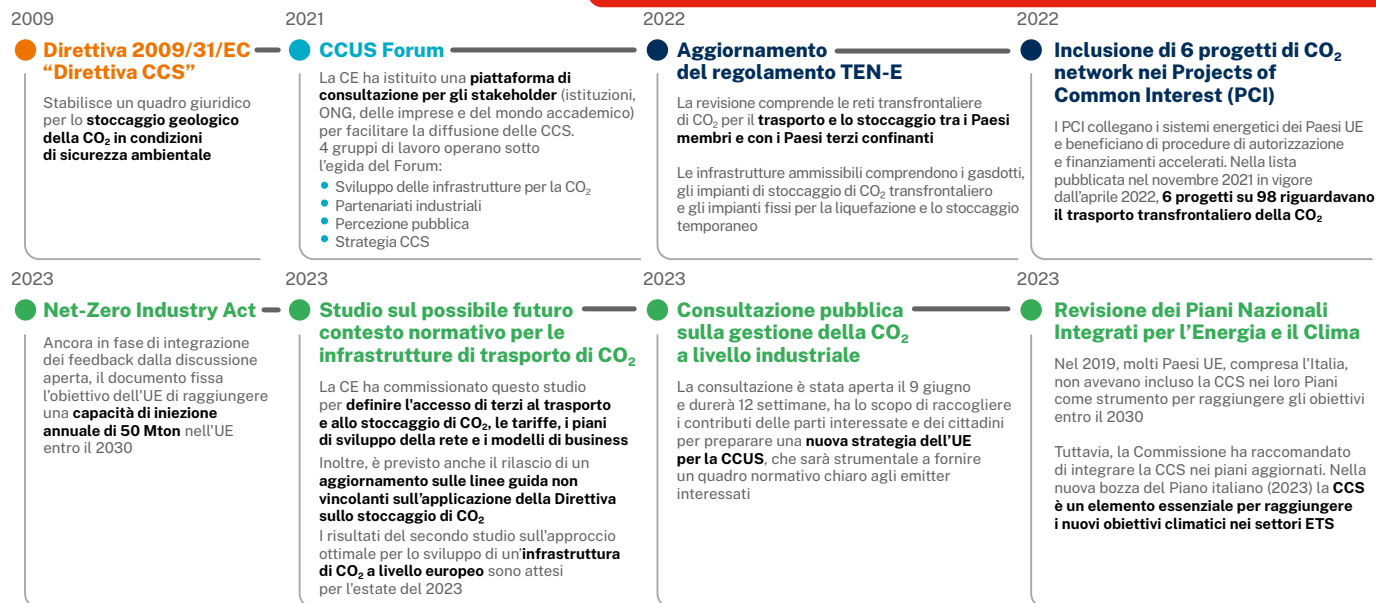 2009
Direttiva 2009/31/EC
“Direttiva CCS”
Stabilisce un quadro giuridico
per lo stoccaggio geologico
della CO₂ in condizioni
di sicurezza ambientale
2021
CCUS Forum
La CE ha istituito una piattaforma di
consultazione per gli stakeholder (istituzioni,
ONG, delle imprese e del mondo accademico)
per facilitare la diffusione delle CCS.
4 gruppi di lavoro operano sotto
l’egida del Forum:
• Sviluppo delle infrastrutture per la CO₂
• Partenariati industriali
• Percezione pubblica
• Strategia CCS
2022
Aggiornamento
del regolamento TEN-E
La revisione comprende le reti transfrontaliere
di CO₂ per il trasporto e lo stoccaggio tra i Paesi
membri e con i Paesi terzi confinanti
Le infrastrutture ammissibili comprendono i gasdotti,
gli impianti di stoccaggio di CO₂ transfrontaliero
e gli impianti fissi per la liquefazione e lo stoccaggio
temporaneo
2022
Inclusione di 6 progetti di CO₂
network nei Projects of
Common Interest (PCI)
I PCI collegano i sistemi energetici dei Paesi UE
e beneficiano di procedure di autorizzazione
e finanziamenti accelerati. Nella lista
pubblicata nel novembre 2021 in vigore
dall’aprile 2022, 6 progetti su 98 riguardavano
il trasporto transfrontaliero della CO₂
2023
Net-Zero Industry Act
Ancora in fase di integrazione
dei feedback dalla discussione
aperta, il documento fissa
l’obiettivo dell’UE di raggiungere
una capacità di iniezione
annuale di 50 Mton nell’UE
entro il 2030
2023
Studio sul possibile futuro
contesto normativo per le
infrastrutture di trasporto di CO₂
La CE ha commissionato questo studio
per definire l'accesso di terzi al trasporto
e allo stoccaggio di CO₂, le tariffe, i piani
di sviluppo della rete e i modelli di business
Inoltre, è previsto anche il rilascio di un
aggiornamento sulle linee guida non
vincolanti sull’applicazione della Direttiva
sullo stoccaggio di CO₂
I risultati del secondo studio sull'approccio
ottimale per lo sviluppo di un’infrastruttura
di CO₂ a livello europeo sono attesi
per l'estate del 2023
2023
Consultazione pubblica
sulla gestione della CO₂
a livello industriale
La consultazione è stata aperta il 9 giugno
e durerà 12 settimane, ha lo scopo di raccogliere
i contributi delle parti interessate e dei cittadini
per preparare una nuova strategia dell’UE
per la CCUS, che sarà strumentale a fornire
un quadro normativo chiaro agli emitter
interessati
2023
Revisione dei Piani Nazionali
Integrati per l’Energia e il Clima
Nel 2019, molti Paesi UE, compresa l'Italia,
non avevano incluso la CCS nei loro Piani
come strumento per raggiungere gli obiettivi
entro il 2030
Tuttavia, la Commissione ha raccomandato
di integrare la CCS nei piani aggiornati. Nella
nuova bozza del Piano italiano (2023) la CCS
è un elemento essenziale per raggiungere
i nuovi obiettivi climatici nei settori ETS